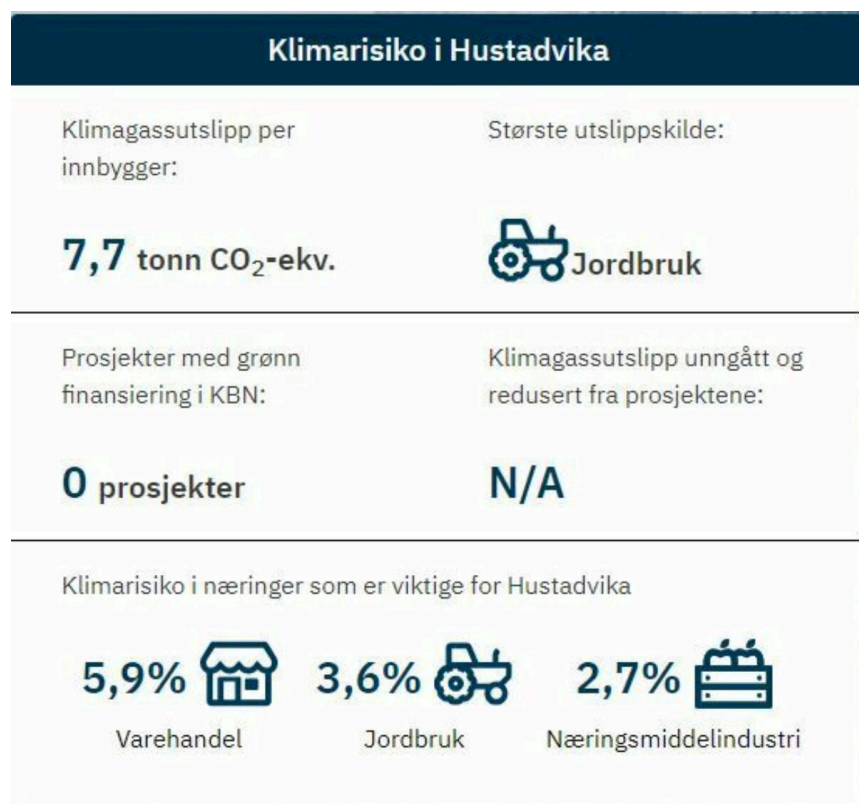 Klimarisiko i Hustadvika
Klimagassutslipp per
innbygger:
7,7 tonn CO₂-ekv.
Største utslippskilde:
Jordbruk
Prosjekter med grønn
finansiering i KBN:
0 prosjekter
Klimagassutslipp unngått og
redusert fra prosjektene:
N/A
Klimarisiko i næringer som er viktige for Hustadvika
5,9%
Varehandel
3,6%
Jordbruk
2,7%
Næringsmiddelindustri